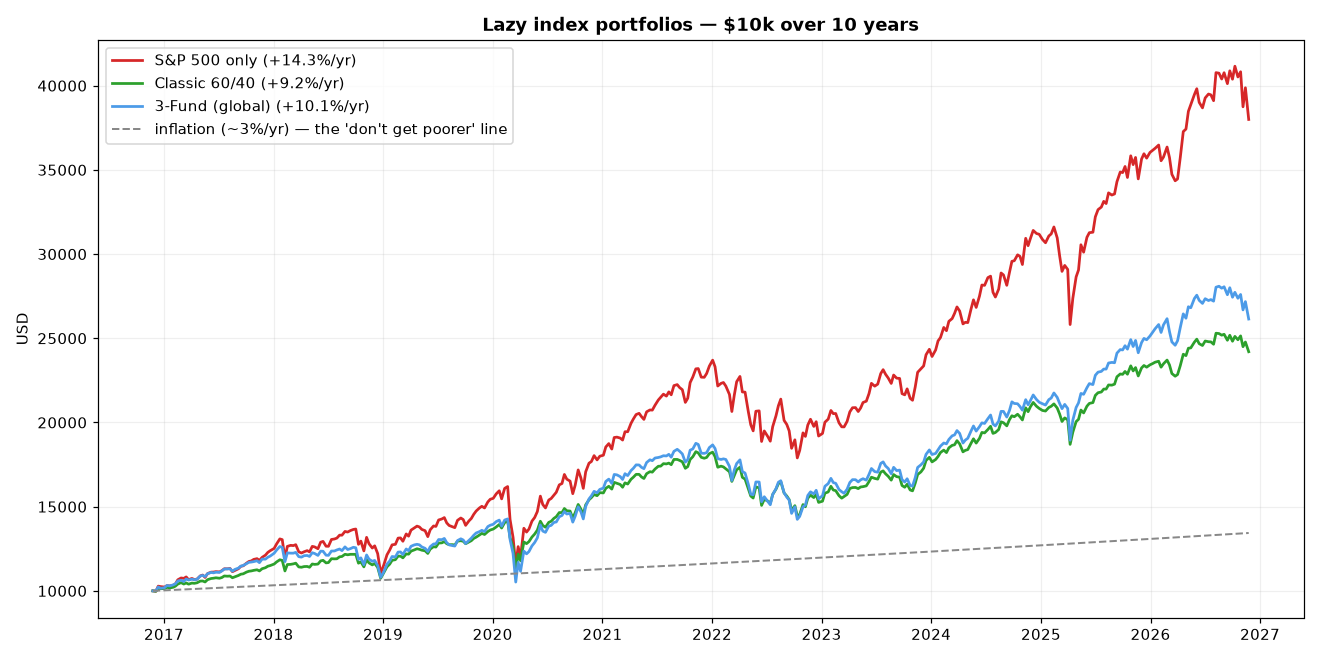 Lazy index portfolios — $10k over 10 years
S&P 500 only (+14.3%/yr)
Classic 60/40 (+9.2%/yr)
3-Fund (global) (+10.1%/yr)
inflation (~3%/yr) — the 'don't get poorer' line
USD
40000
35000
30000
25000
20000
15000
10000
2017 2018 2019 2020 2021 2022 2023 2024 2025 2026 2027